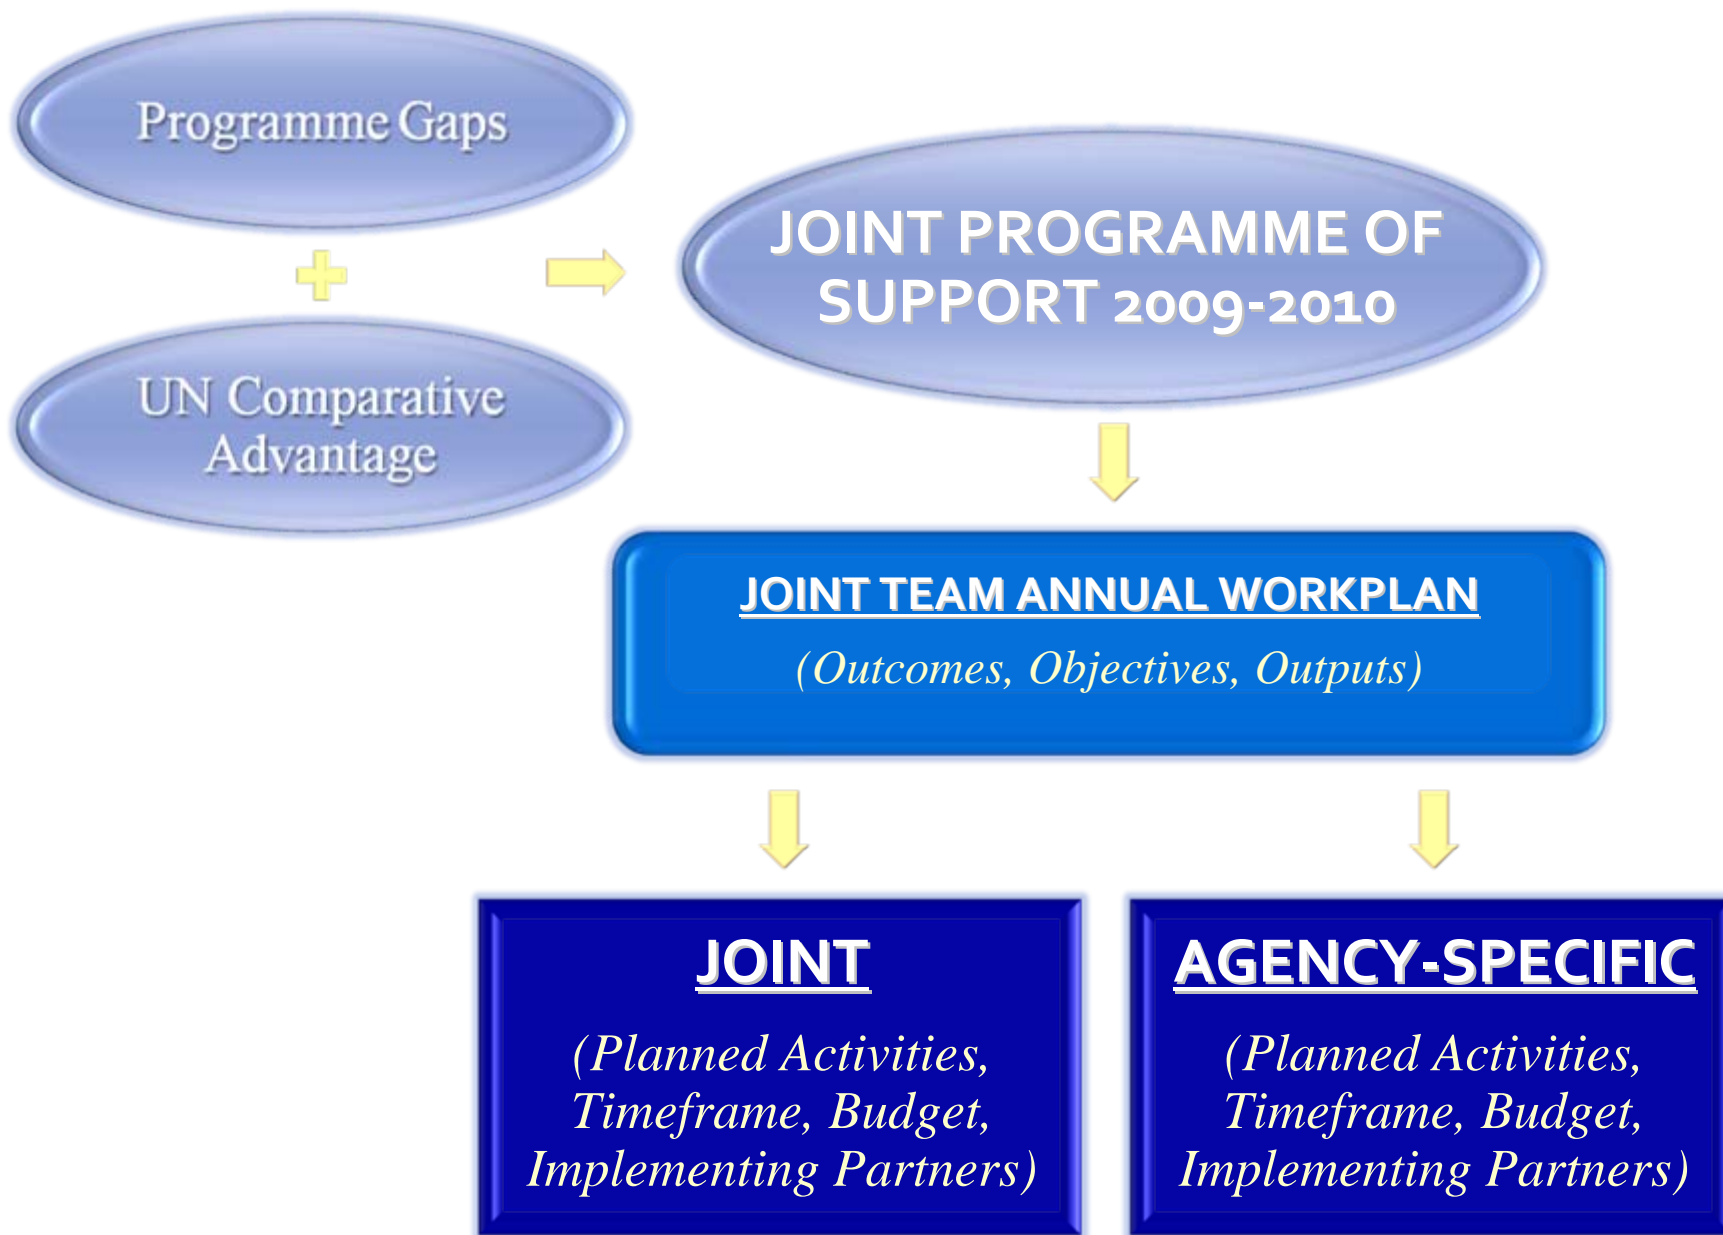 Programme Gaps
UN Comparative
Advantage
JOINT PROGRAMME OF
SUPPORT 2009-2010
JOINT TEAM ANNUAL WORKPLAN
(Outcomes, Objectives, Outputs)
JOINT
(Planned Activities,
Timeframe, Budget,
Implementing Partners)
AGENCY-SPECIFIC
(Planned Activities,
Timeframe, Budget,
Implementing Partners)